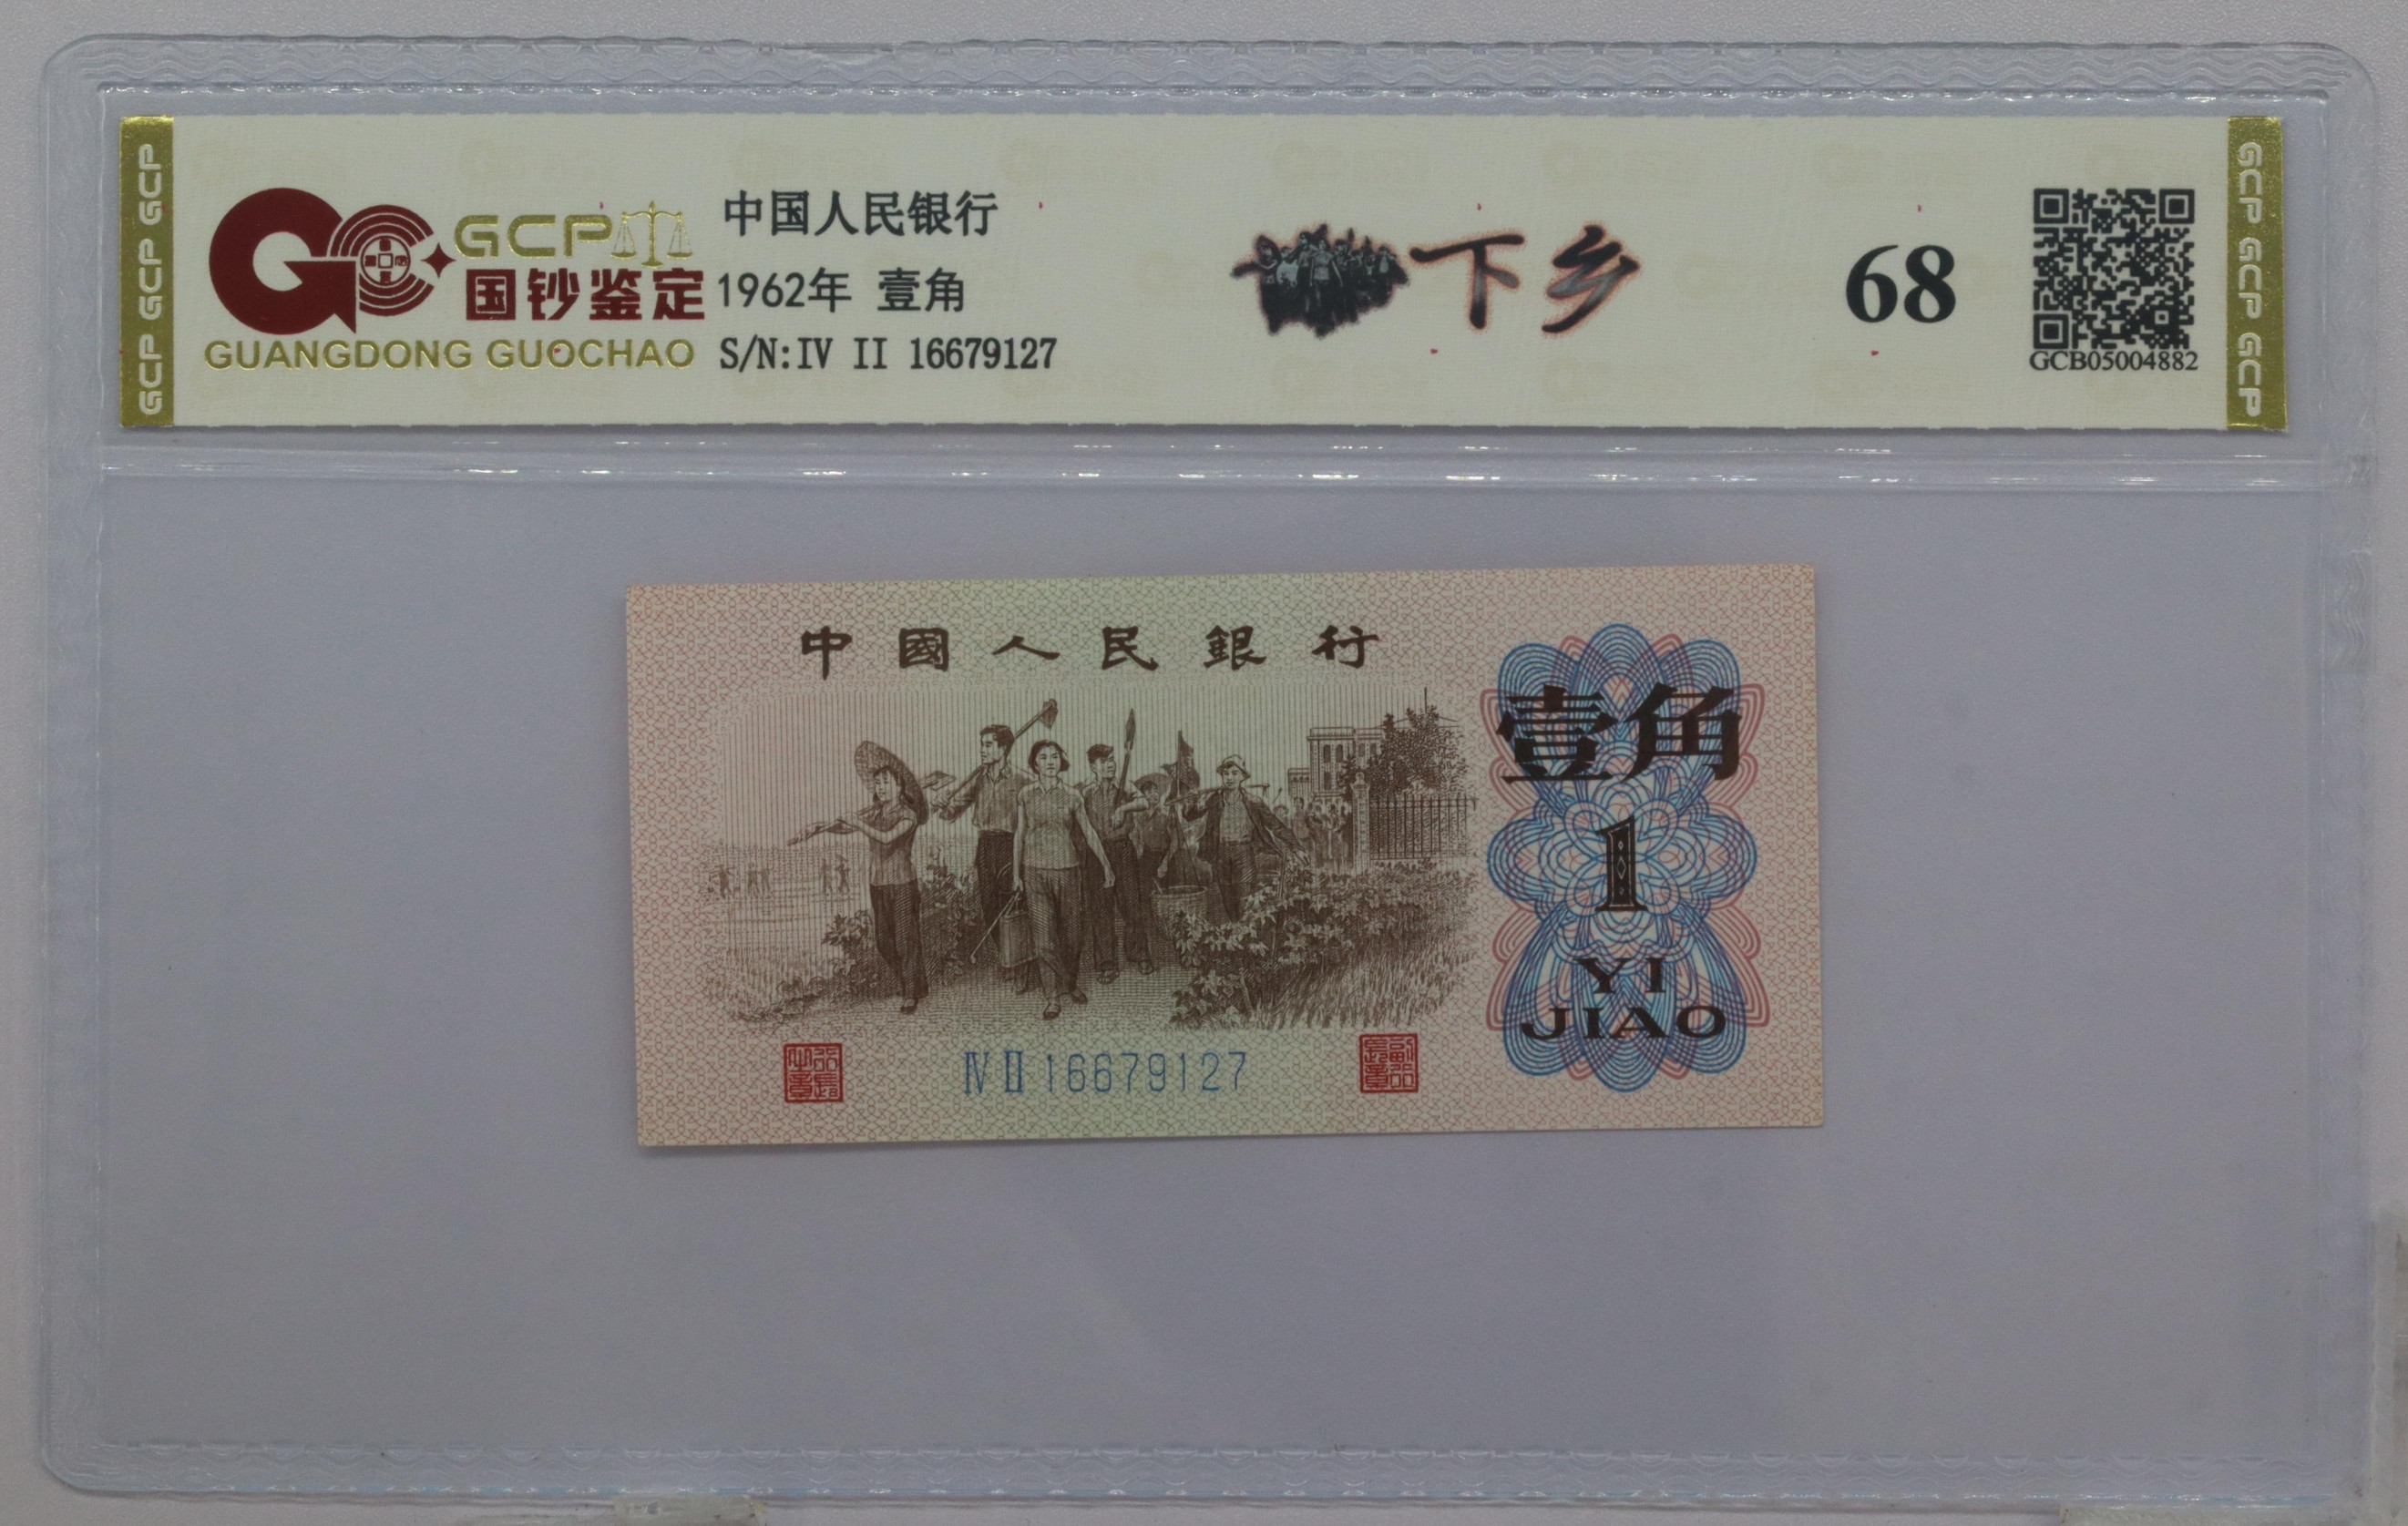 GCP GCP GCP
GCP
国钞鉴定
GUANGDONG GUOCHAO
中国人民银行
1962年 壹角
S/N:IV II 16679127
下乡
68
GCB05004882
GCP GCP GCP
中國人民銀行
壹角
1
YI
JIAO
Ⅳ Ⅱ 16679127